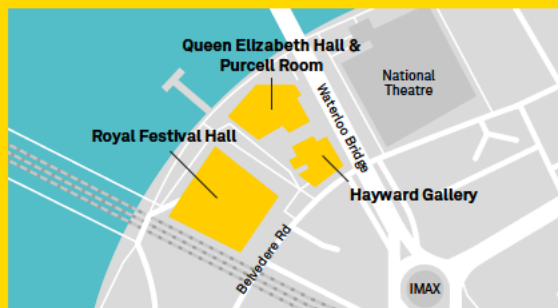 Queen Elizabeth Hall &
Purcell Room
National
Theatre
Waterloo Bridge
Royal Festival Hall
Hayward Gallery
Belvedere Rd
IMAX